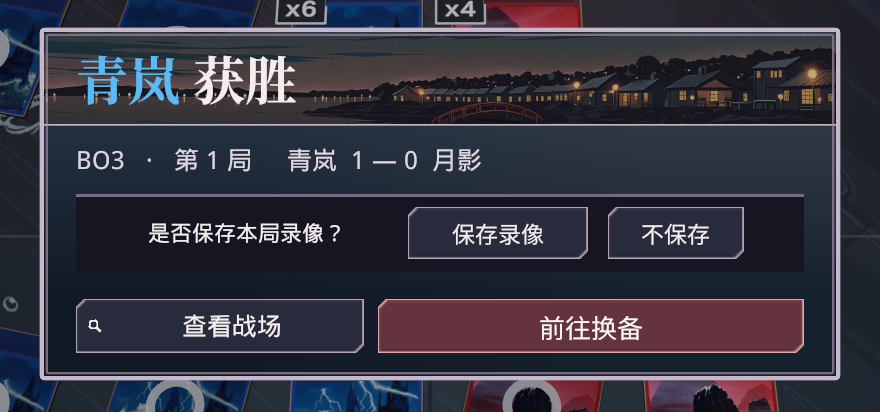 x6 x4
青岚 获胜
BO3 · 第 1 局 青岚 1 — 0 月影
是否保存本局录像？ 保存录像 不保存
查看战场 前往换备